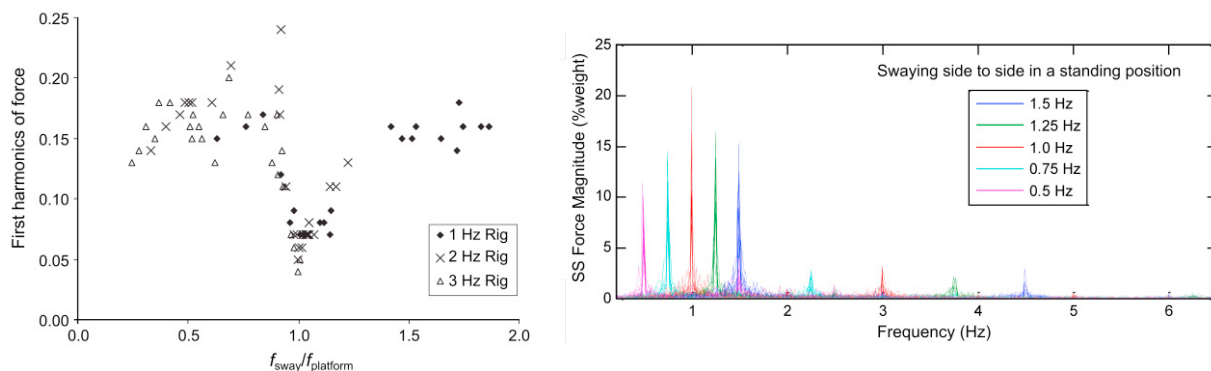 First harmonics of force
0.25
0.20
0.15
0.10
0.05
0.00
0.0
0.5
1.0
1.5
2.0
f_sway/f_platform
1 Hz Rig
2 Hz Rig
3 Hz Rig
SS Force Magnitude (%weight)
25
20
15
10
5
0
1
2
3
4
5
6
Frequency (Hz)
Swaying side to side in a standing position
1.5 Hz
1.25 Hz
1.0 Hz
0.75 Hz
0.5 Hz